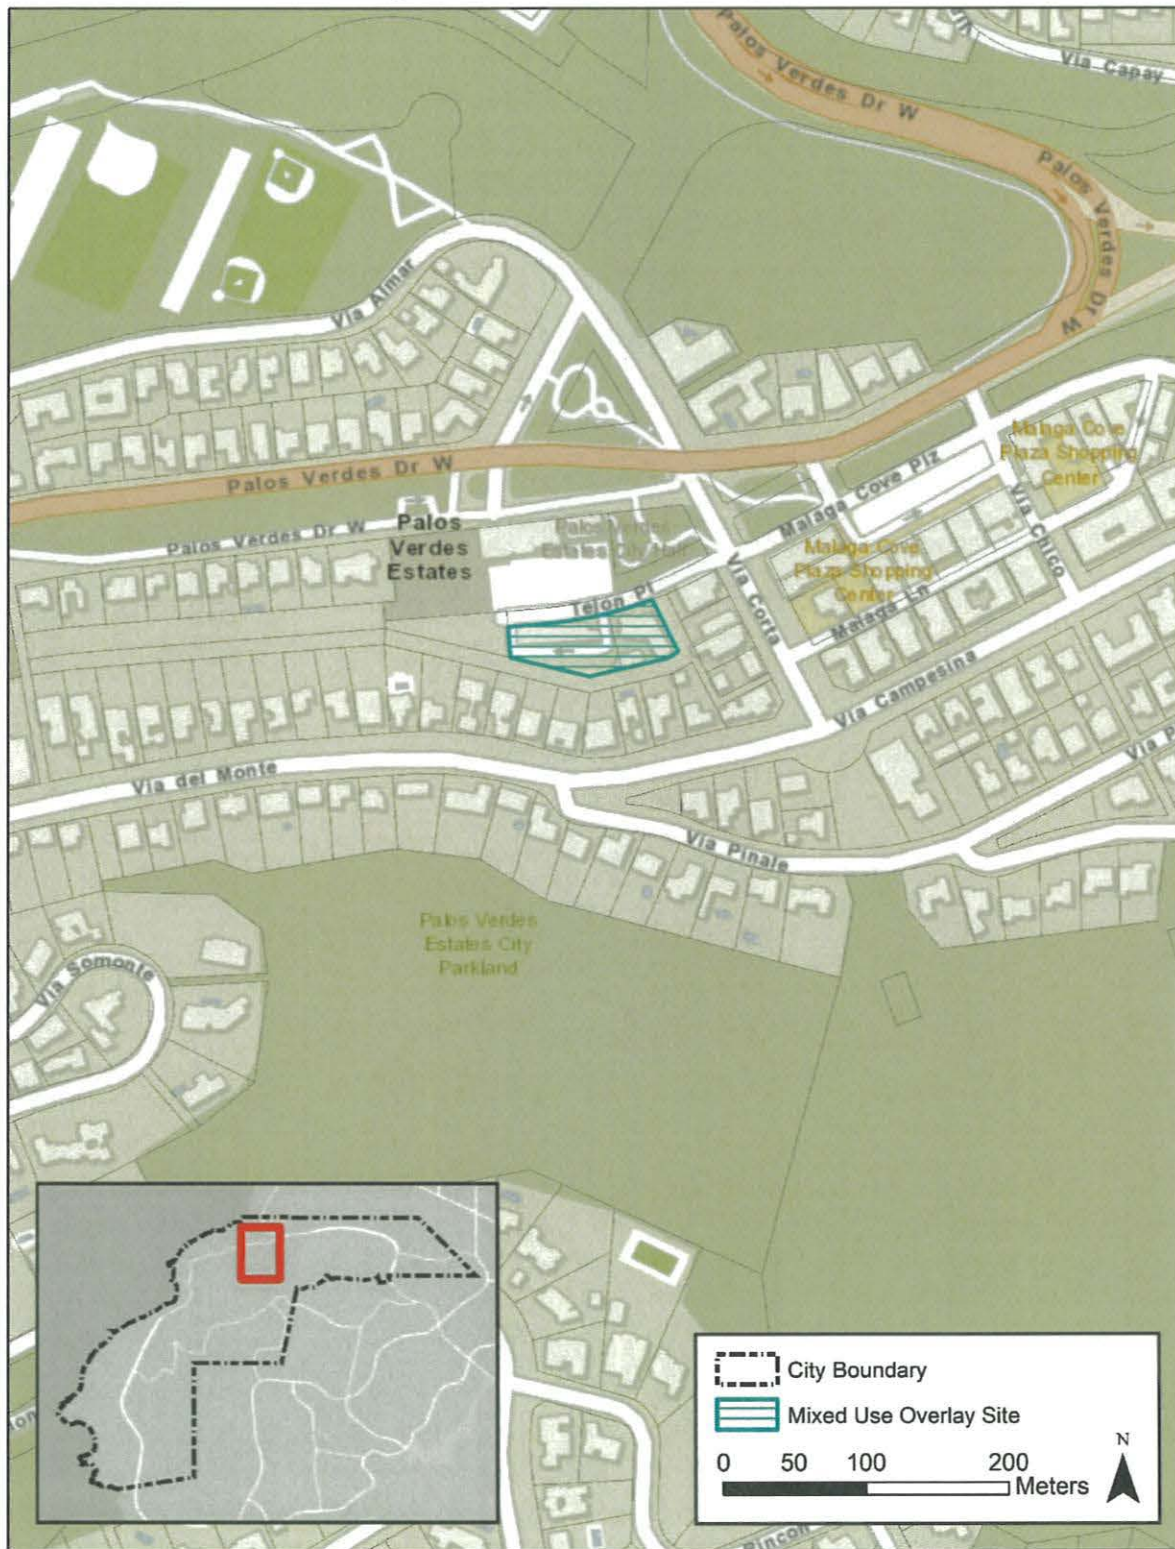 Palos Verdes Dr W
Via Capay
Palos Verdes Dr W
Via Almar
Palos Verdes Dr W
Malaga Cove
Plaza Shopping
Center
Malaga Cove Plz
Palos Verdes Dr W
Palos
Verdes
Estates
Palos Verdes
Estates City Hall
Via Chico
Malaga Cove
Plaza Shopping
Center
Malaga Ln
Tejon Pl
Via Corta
Via Campesina
Via del Monte
Via Pinale
Palos Verdes
Estates City
Parkland
Via Somonte
City Boundary
Mixed Use Overlay Site
N
0 50 100 200
Meters
Rincon